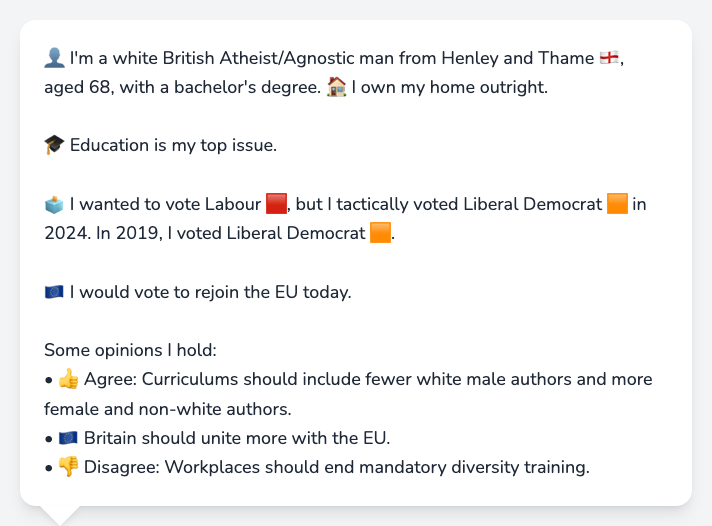 👤 I'm a white British Atheist/Agnostic man from Henley and Thame 🏴󠁧󠁢󠁥󠁮󠁧󠁿,
aged 68, with a bachelor's degree. 🏠 I own my home outright.
🎓 Education is my top issue.
🗳️ I wanted to vote Labour 🟥, but I tactically voted Liberal Democrat 🟧 in
2024. In 2019, I voted Liberal Democrat 🟧.
🇪🇺 I would vote to rejoin the EU today.
Some opinions I hold:
• 👍 Agree: Curriculums should include fewer white male authors and more
female and non-white authors.
• 🇪🇺 Britain should unite more with the EU.
• 👎 Disagree: Workplaces should end mandatory diversity training.